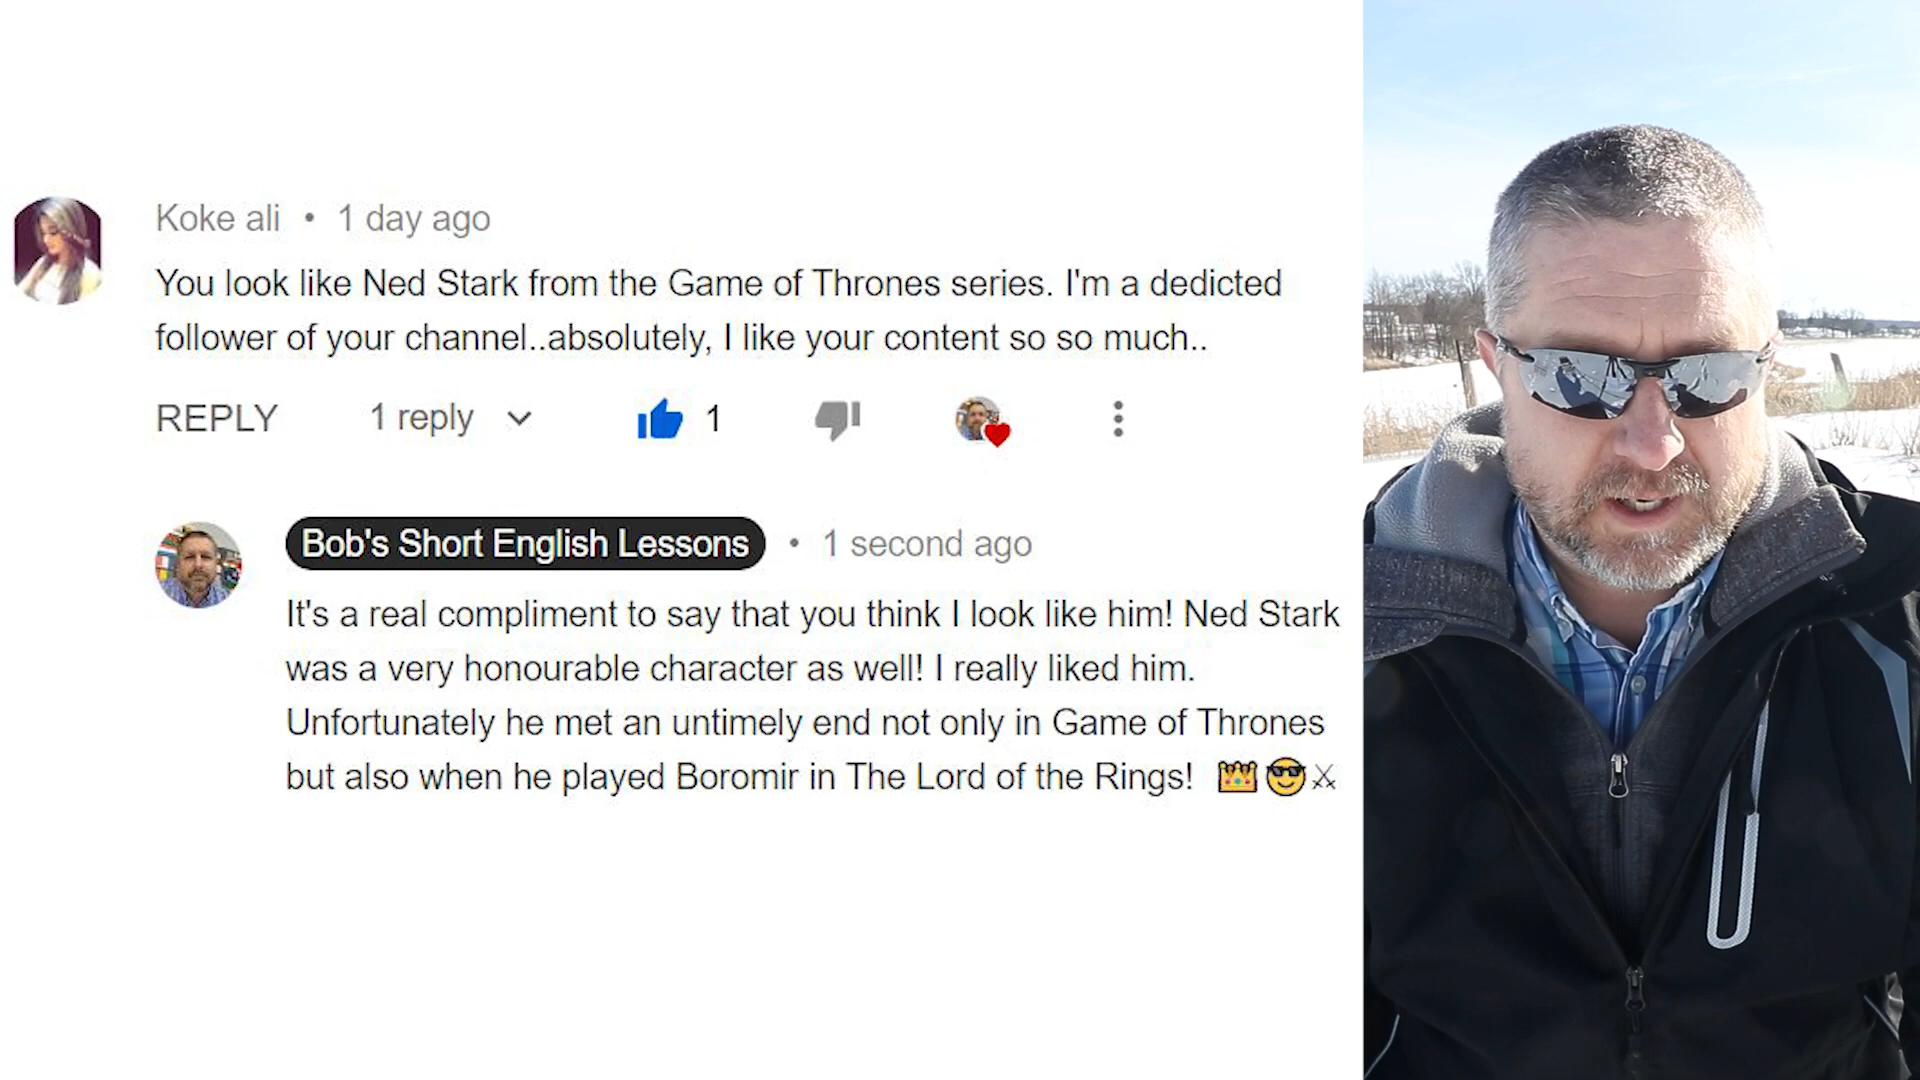 Koke ali • 1 day ago
You look like Ned Stark from the Game of Thrones series. I'm a dedicted
follower of your channel..absolutely, I like your content so so much..
REPLY 1 reply 1
Bob's Short English Lessons • 1 second ago
It's a real compliment to say that you think I look like him! Ned Stark
was a very honourable character as well! I really liked him.
Unfortunately he met an untimely end not only in Game of Thrones
but also when he played Boromir in The Lord of the Rings! 👑😎⚔